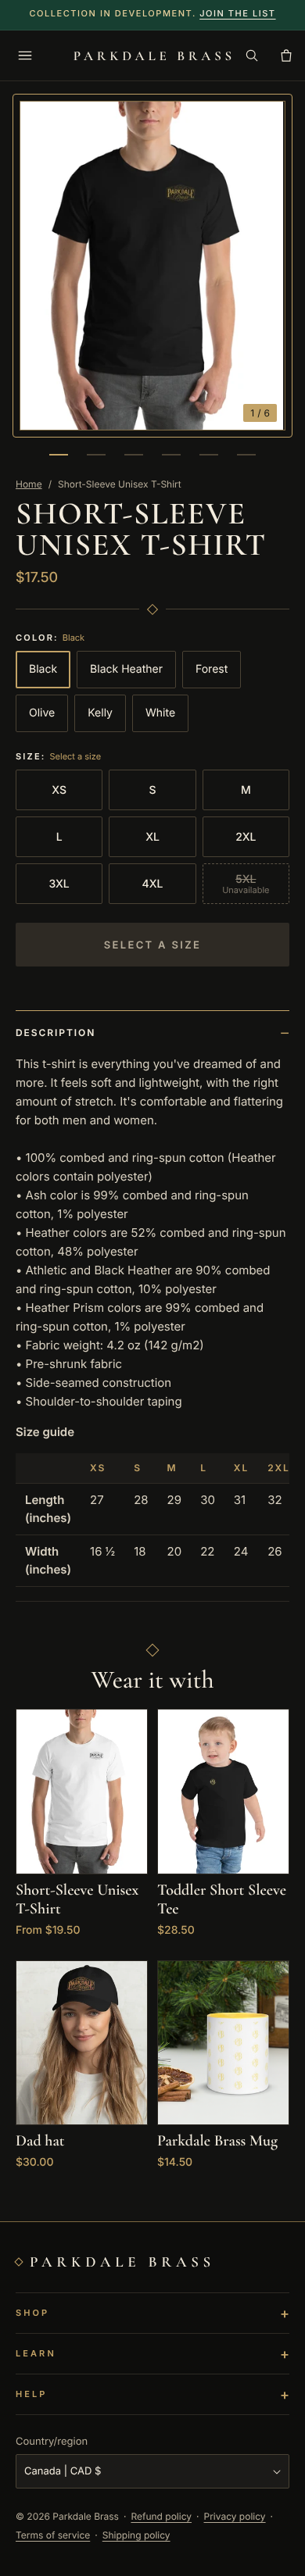 COLLECTION IN DEVELOPMENT. JOIN THE LIST
PARKDALE BRASS
PARKDALE
1 / 6
Home / Short-Sleeve Unisex T-Shirt
SHORT-SLEEVE
UNISEX T-SHIRT
$17.50
COLOR: Black
Black Black Heather Forest
Olive Kelly White
SIZE: Select a size
XS S M
L XL 2XL
3XL 4XL 5XL
Unavailable
SELECT A SIZE
DESCRIPTION −
This t-shirt is everything you've dreamed of and
more. It feels soft and lightweight, with the right
amount of stretch. It's comfortable and flattering
for both men and women.
• 100% combed and ring-spun cotton (Heather
colors contain polyester)
• Ash color is 99% combed and ring-spun
cotton, 1% polyester
• Heather colors are 52% combed and ring-spun
cotton, 48% polyester
• Athletic and Black Heather are 90% combed
and ring-spun cotton, 10% polyester
• Heather Prism colors are 99% combed and
ring-spun cotton, 1% polyester
• Fabric weight: 4.2 oz (142 g/m2)
• Pre-shrunk fabric
• Side-seamed construction
• Shoulder-to-shoulder taping
Size guide
XS S M L XL 2XL
Length 27 28 29 30 31 32
(inches)
Width 16 ½ 18 20 22 24 26
(inches)
Wear it with
Short-Sleeve Unisex
T-Shirt
From $19.50
Toddler Short Sleeve
Tee
$28.50
PARKDALE
Dad hat
$30.00
Parkdale Brass Mug
$14.50
PARKDALE BRASS
SHOP +
LEARN +
HELP +
Country/region
Canada | CAD $
© 2026 Parkdale Brass · Refund policy · Privacy policy ·
Terms of service · Shipping policy